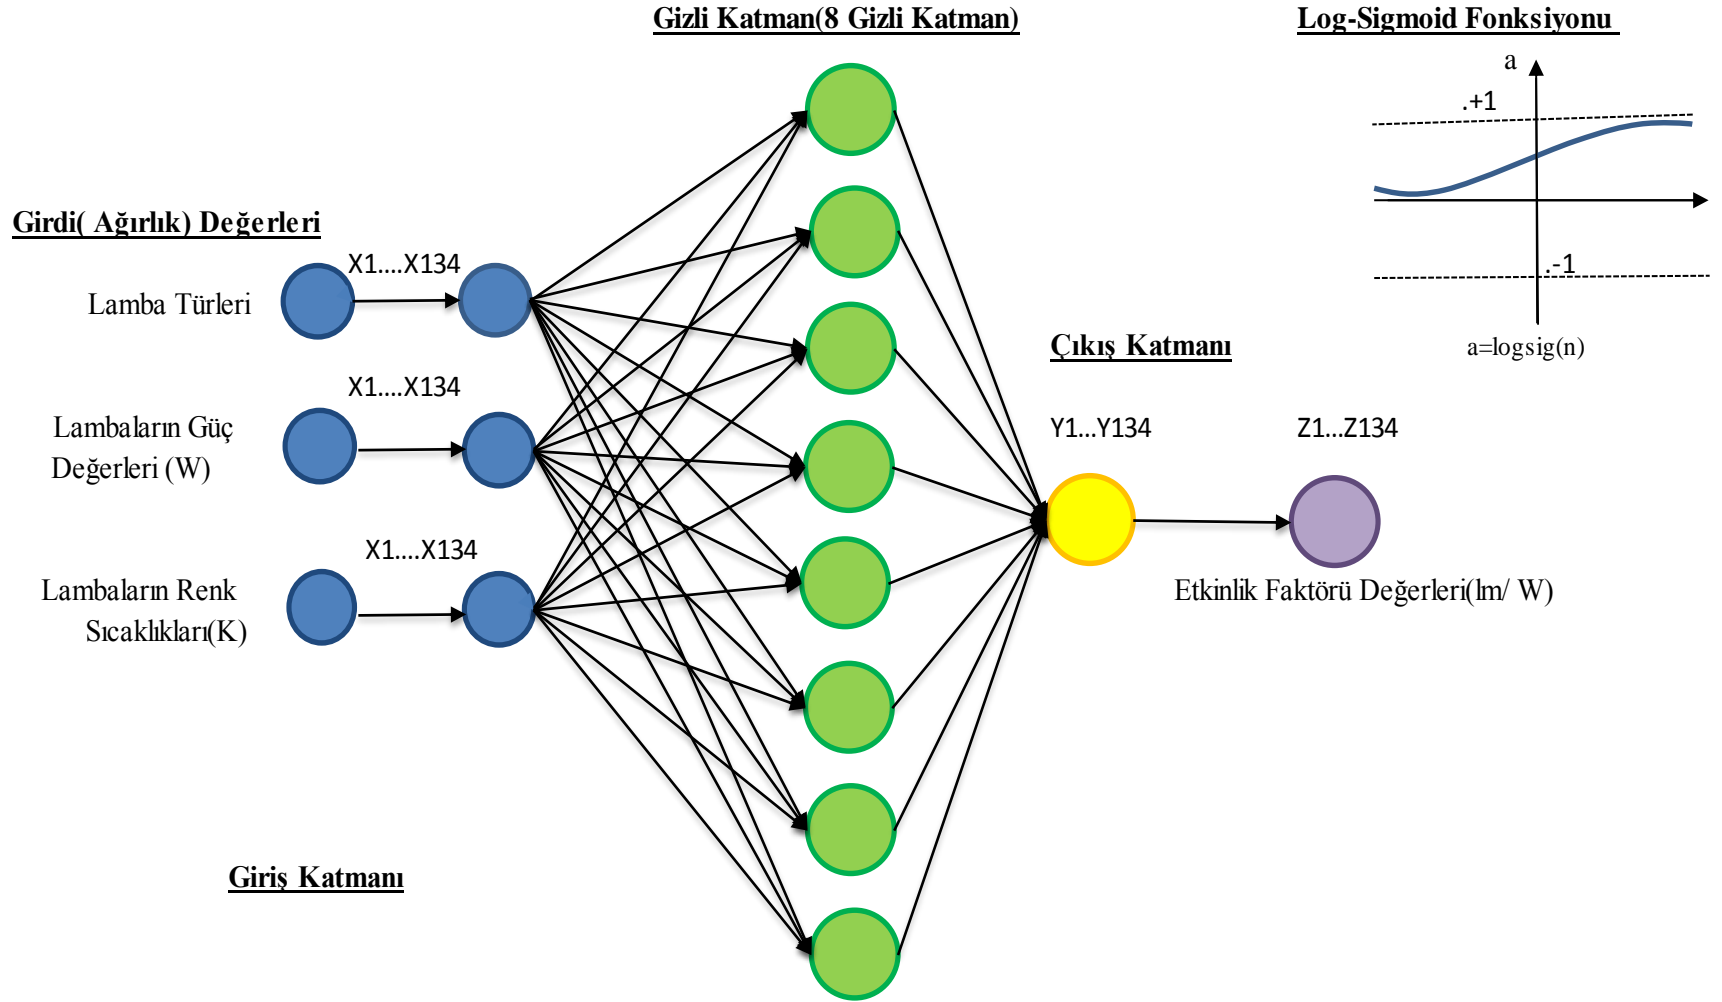 Gizli Katman(8 Gizli Katman)
Log-Sigmoid Fonksiyonu
a
.+1
.-1
a=logsig(n)
Girdi( Ağırlık) Değerleri
X1....X134
Lamba Türleri
X1....X134
Lambaların Güç
Değerleri (W)
X1....X134
Lambaların Renk
Sıcaklıkları(K)
Giriş Katmanı
Çıkış Katmanı
Y1...Y134
Z1...Z134
Etkinlik Faktörü Değerleri(lm/ W)